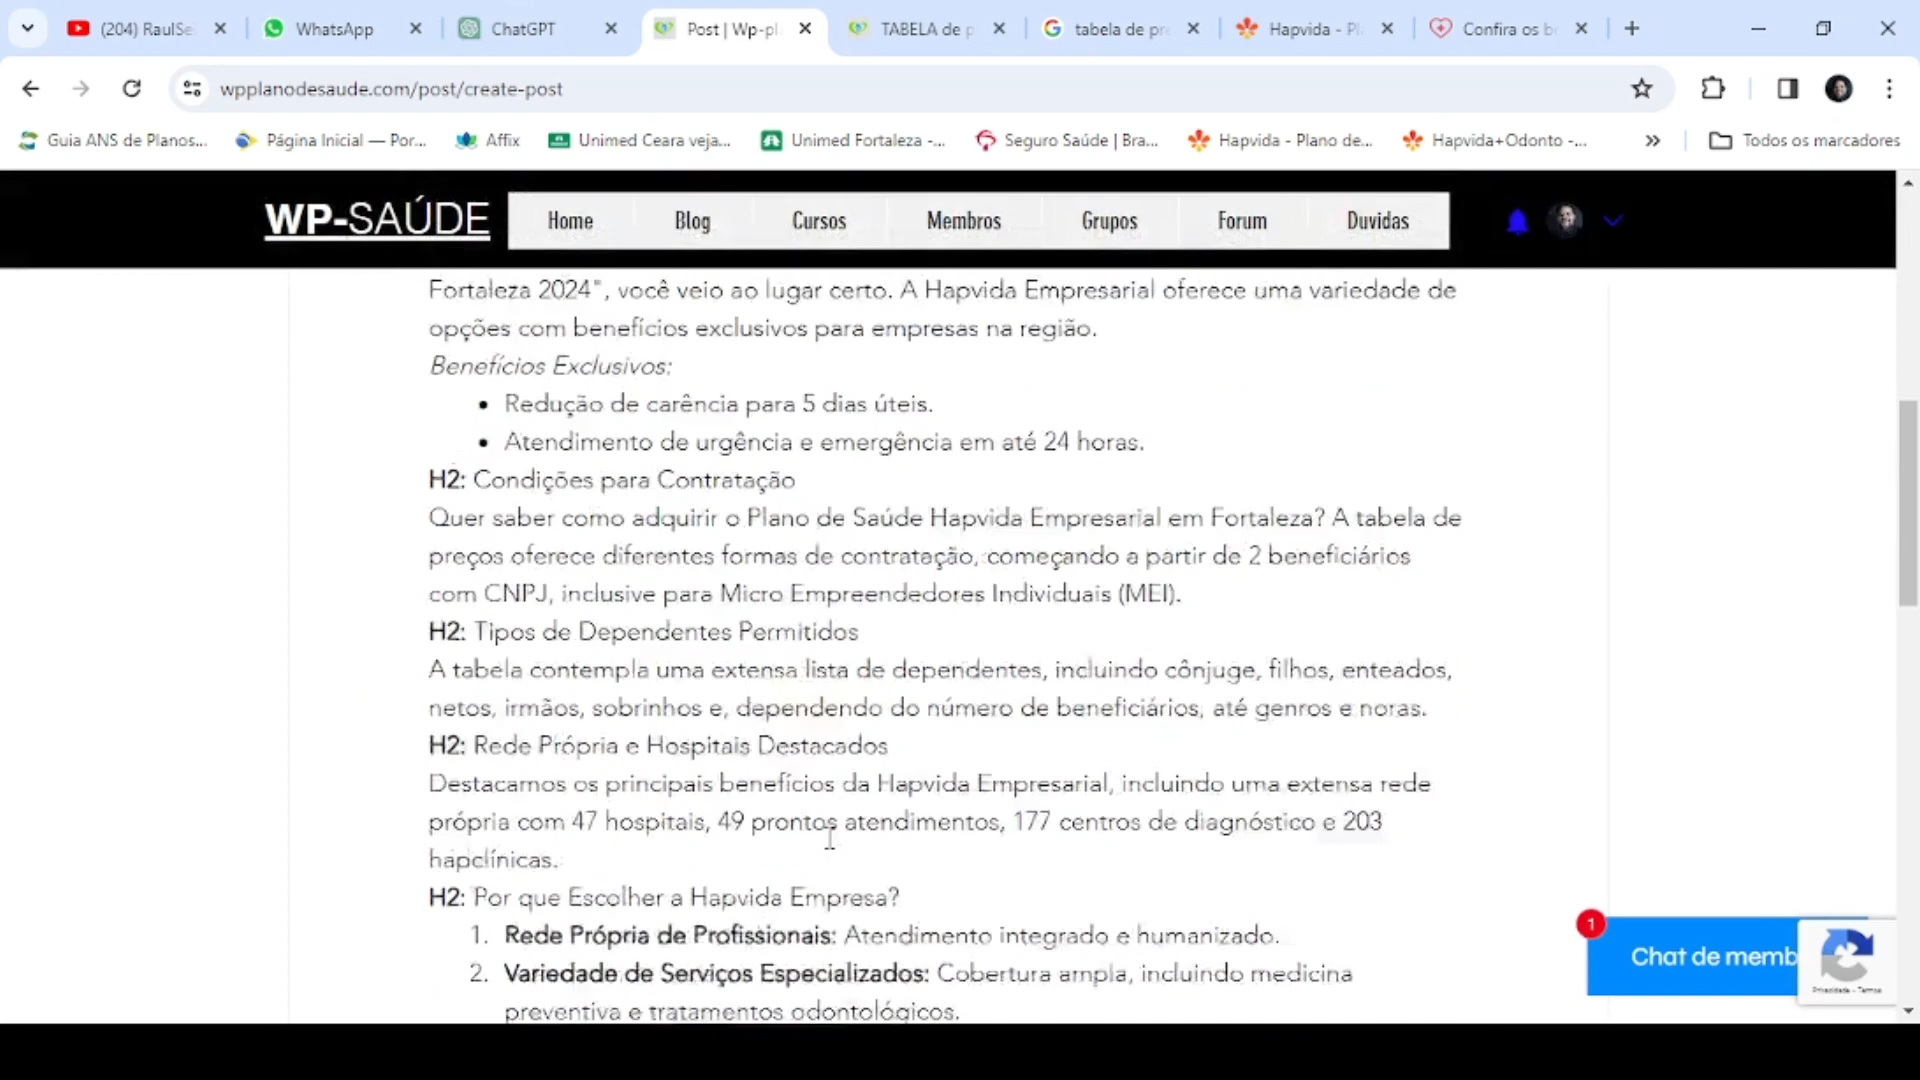 (204) RaulSe
WhatsApp
ChatGPT
Post | Wp-pl
TABELA de p
tabela de pre
Hapvida - Pl
Confira os b
wpplanodesaude.com/post/create-post
Guia ANS de Planos...
Página Inicial — Por...
Affix
Unimed Ceara veja...
Unimed Fortaleza -...
Seguro Saúde | Bra...
Hapvida - Plano de...
Hapvida+Odonto -...
»
Todos os marcadores
WP-SAÚDE
Home
Blog
Cursos
Membros
Grupos
Forum
Duvidas
Fortaleza 2024", você veio ao lugar certo. A Hapvida Empresarial oferece uma variedade de
opções com benefícios exclusivos para empresas na região.
Benefícios Exclusivos:
• Redução de carência para 5 dias úteis.
• Atendimento de urgência e emergência em até 24 horas.
H2: Condições para Contratação
Quer saber como adquirir o Plano de Saúde Hapvida Empresarial em Fortaleza? A tabela de
preços oferece diferentes formas de contratação, começando a partir de 2 beneficiários
com CNPJ, inclusive para Micro Empreendedores Individuais (MEI).
H2: Tipos de Dependentes Permitidos
A tabela contempla uma extensa lista de dependentes, incluindo cônjuge, filhos, enteados,
netos, irmãos, sobrinhos e, dependendo do número de beneficiários, até genros e noras.
H2: Rede Própria e Hospitais Destacados
Destacamos os principais benefícios da Hapvida Empresarial, incluindo uma extensa rede
própria com 47 hospitais, 49 prontos atendimentos, 177 centros de diagnóstico e 203
hapclínicas.
H2: Por que Escolher a Hapvida Empresa?
1. Rede Própria de Profissionais: Atendimento integrado e humanizado.
2. Variedade de Serviços Especializados: Cobertura ampla, incluindo medicina
preventiva e tratamentos odontológicos.
1
Chat de memb
Privacidade - Termos